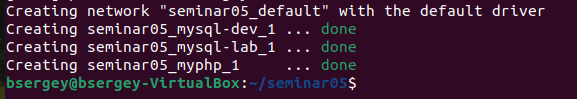 Creating network "seminar05_default" with the default driver
Creating seminar05_mysql-dev_1 ... done
Creating seminar05_mysql-lab_1 ... done
Creating seminar05_myphp_1     ... done
bsergey@bsergey-VirtualBox:~/seminar05$